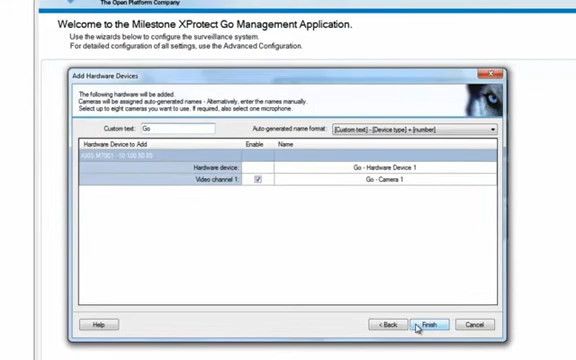 The Open Platform Company
Welcome to the Milestone XProtect Go Management Application.
Use the wizards below to configure the surveillance system.
For detailed configuration of all settings, use the Advanced Configuration.
Add Hardware Devices
The following hardware will be added.
Cameras will be assigned auto-generated names - Alternatively, enter the names manually.
Select up to eight cameras you want to use. If required, also select one microphone.
Custom text: Go Auto-generated name format: [Custom text] - [Device type] + [number]
Hardware Device to Add Enable Name
Hardware device: Go - Hardware Device 1
Video channel 1: Go - Camera 1
Help < Back Finish Cancel